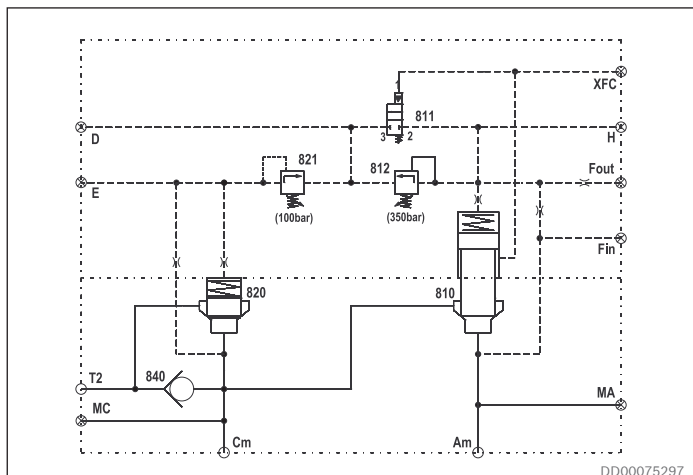 XFC
1
811
D
3
2
H
821
812
Fout
E
(100bar)
(350bar)
Fin
820
810
T2
840
MC
MA
Cm
Am
DD00075297